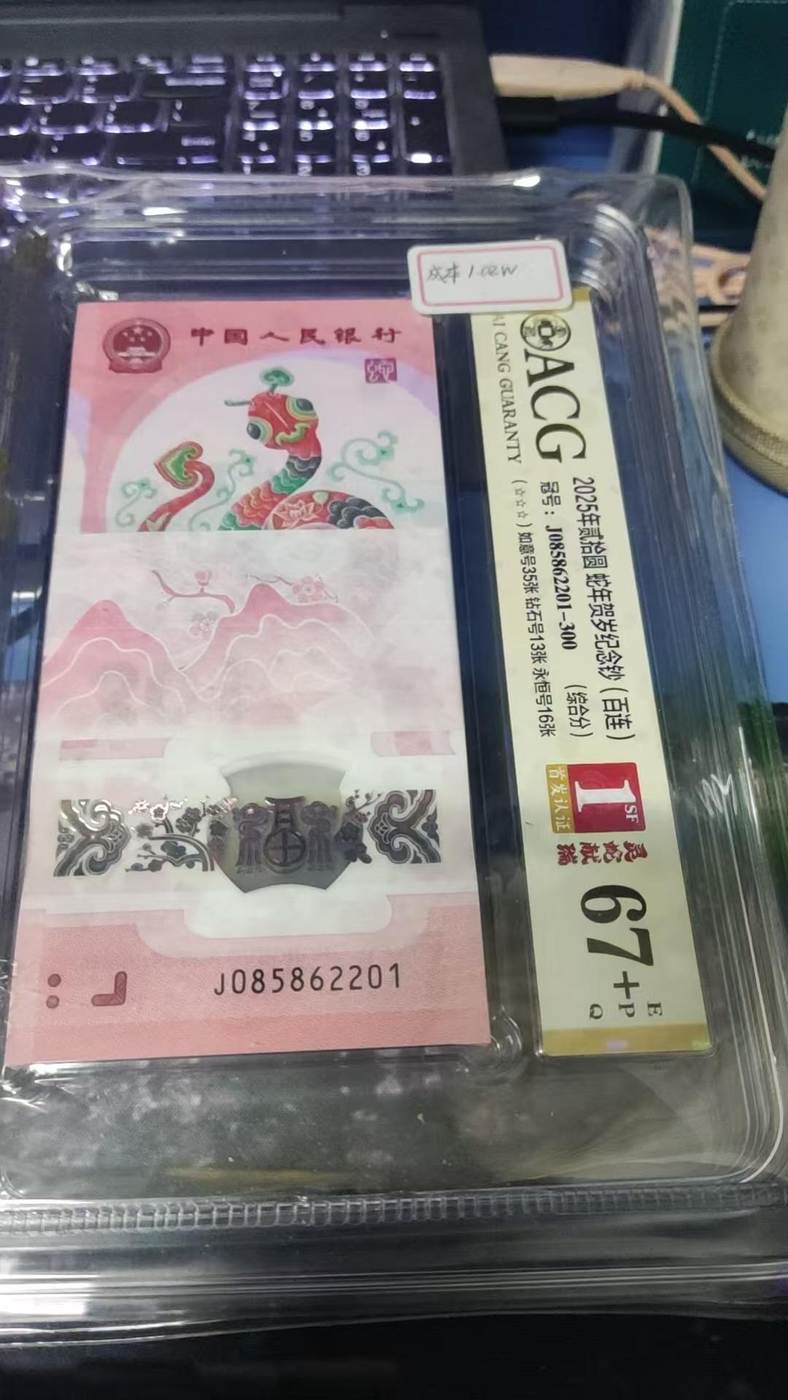 成本1.02W
中国人民银行
福
J085862201
ACG
AI CANG GUARANTY
2025年贰拾圆 蛇年贺岁纪念钞（百连）
冠号：J085862201-300 （综合分）
（☆☆☆）如意号35张 钻石号13张 永恒号16张
1
SF
首发认证
灵蛇献瑞
67+
E
P
Q
Enter